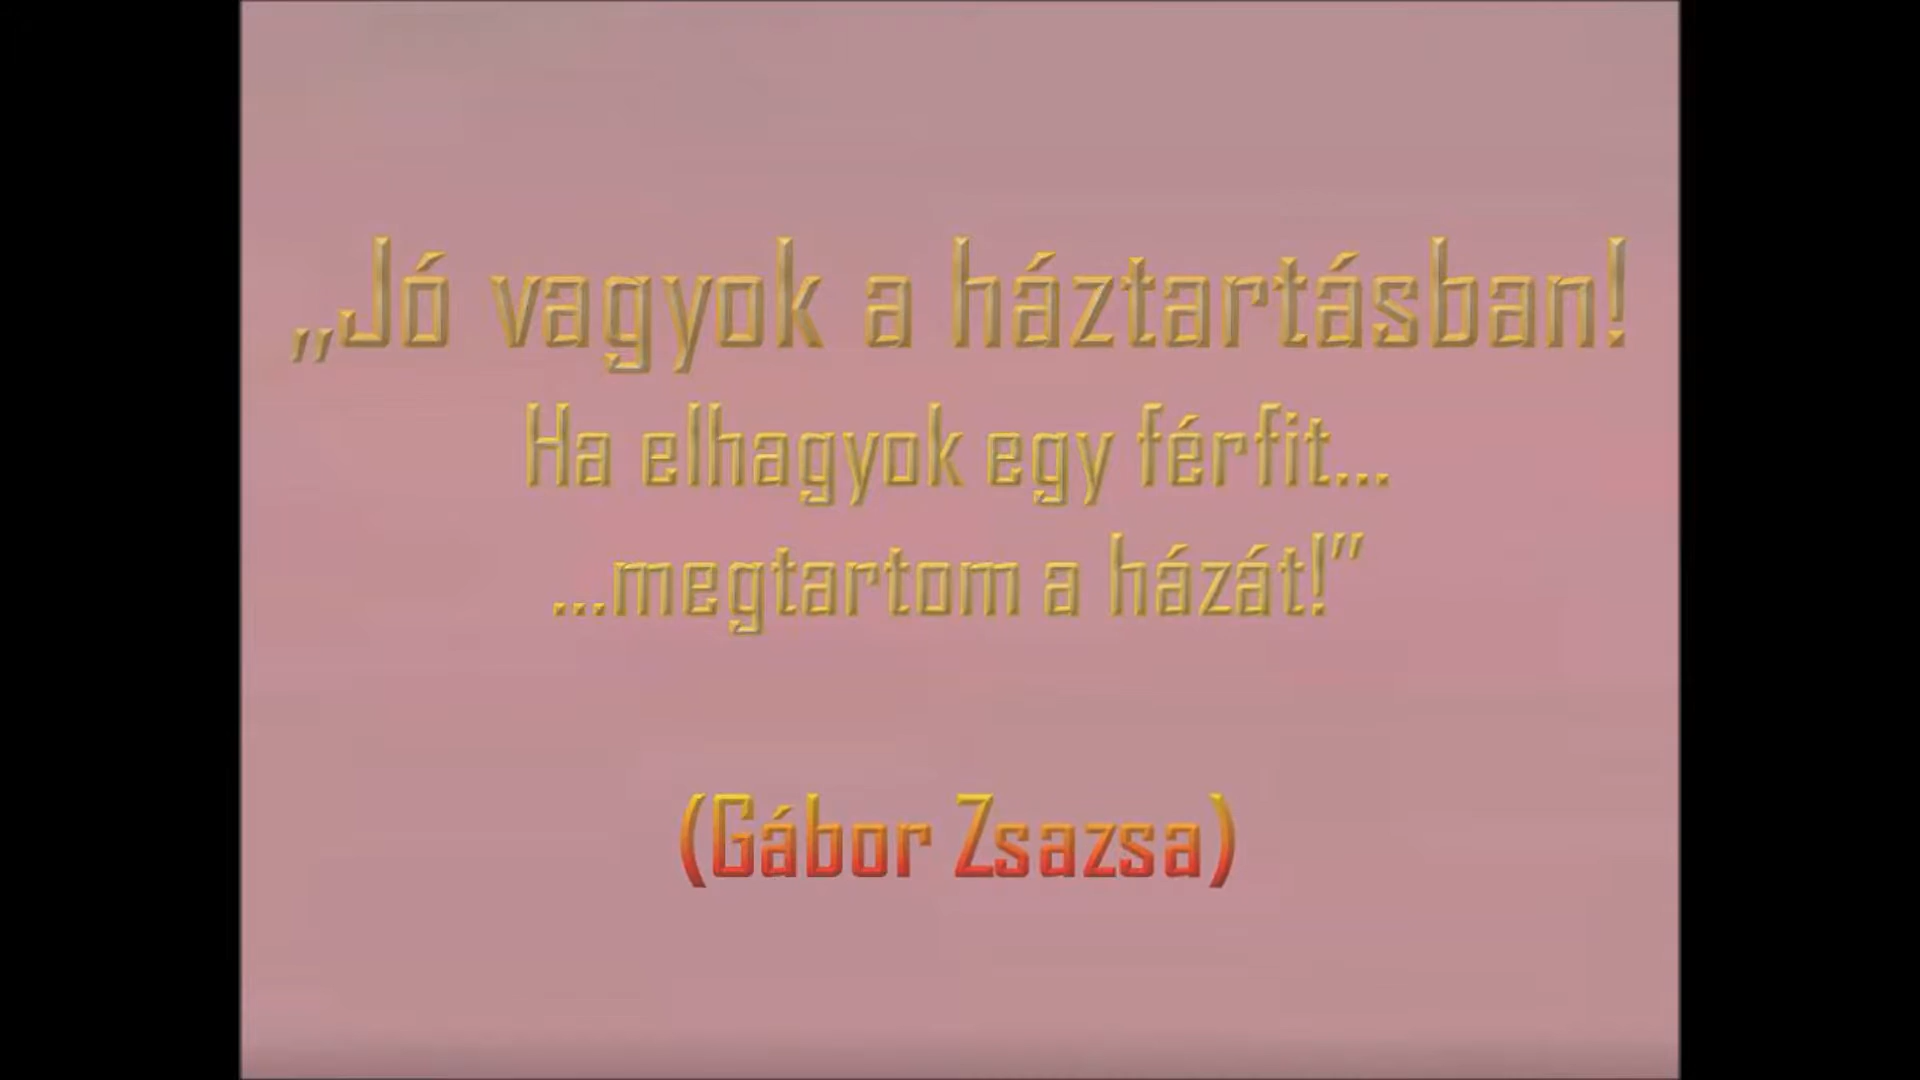 „Jó vagyok a háztartásban!
Ha elhagyok egy férfit...
...megtartom a házát!”
(Gábor Zsazsa)